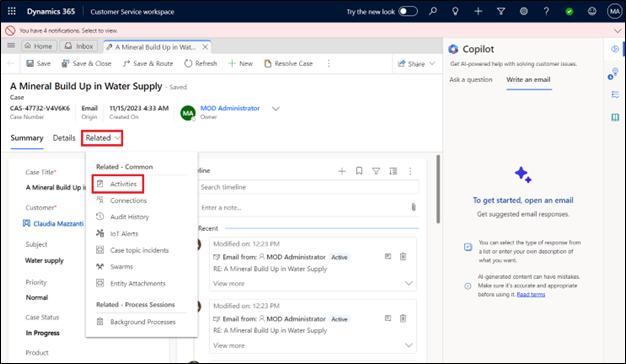 Dynamics 365 Customer Service workspace Try the new look MA
You have 4 notifications. Select to view.
Home Inbox A Mineral Build Up in Wat...
Save Save & Close Save & Route Refresh New Resolve Case Share
A Mineral Build Up in Water Supply - Saved
Case
CAS-47732-V4V6K6 Email 11/15/2023 4:33 AM MA MOD Administrator
Case Number Origin Created On Owner
Summary Details Related
Related - Common
Activities
Connections
Audit History
IoT Alerts
Case topic incidents
Swarms
Entity Attachments
Related - Process Sessions
Background Processes
Case Title*
A Mineral Build Up in
Customer*
Claudia Mazzanti
Subject
Water supply
Priority
Normal
Case Status
In Progress
Product
Timeline
Search timeline
Enter a note...
Recent
Modified on: 12:23 PM
Email from: MOD Administrator Active
RE: A Mineral Build Up in Water Supply
View more
Modified on: 12:23 PM
Email from: MOD Administrator Active
RE: A Mineral Build Up in Water Supply
View more
Copilot
Get AI-powered help with solving customer issues.
Ask a question Write an email
To get started, open an email
Get suggested email responses.
You can select the type of response from
a list or enter your own description of
what you want.
AI-generated content can have mistakes.
Make sure it's accurate and appropriate
before using it. Read terms